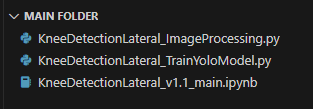 MAIN FOLDER
KneeDetectionLateral_ImageProcessing.py
KneeDetectionLateral_TrainYoloModel.py
KneeDetectionLateral_v1.1_main.ipynb